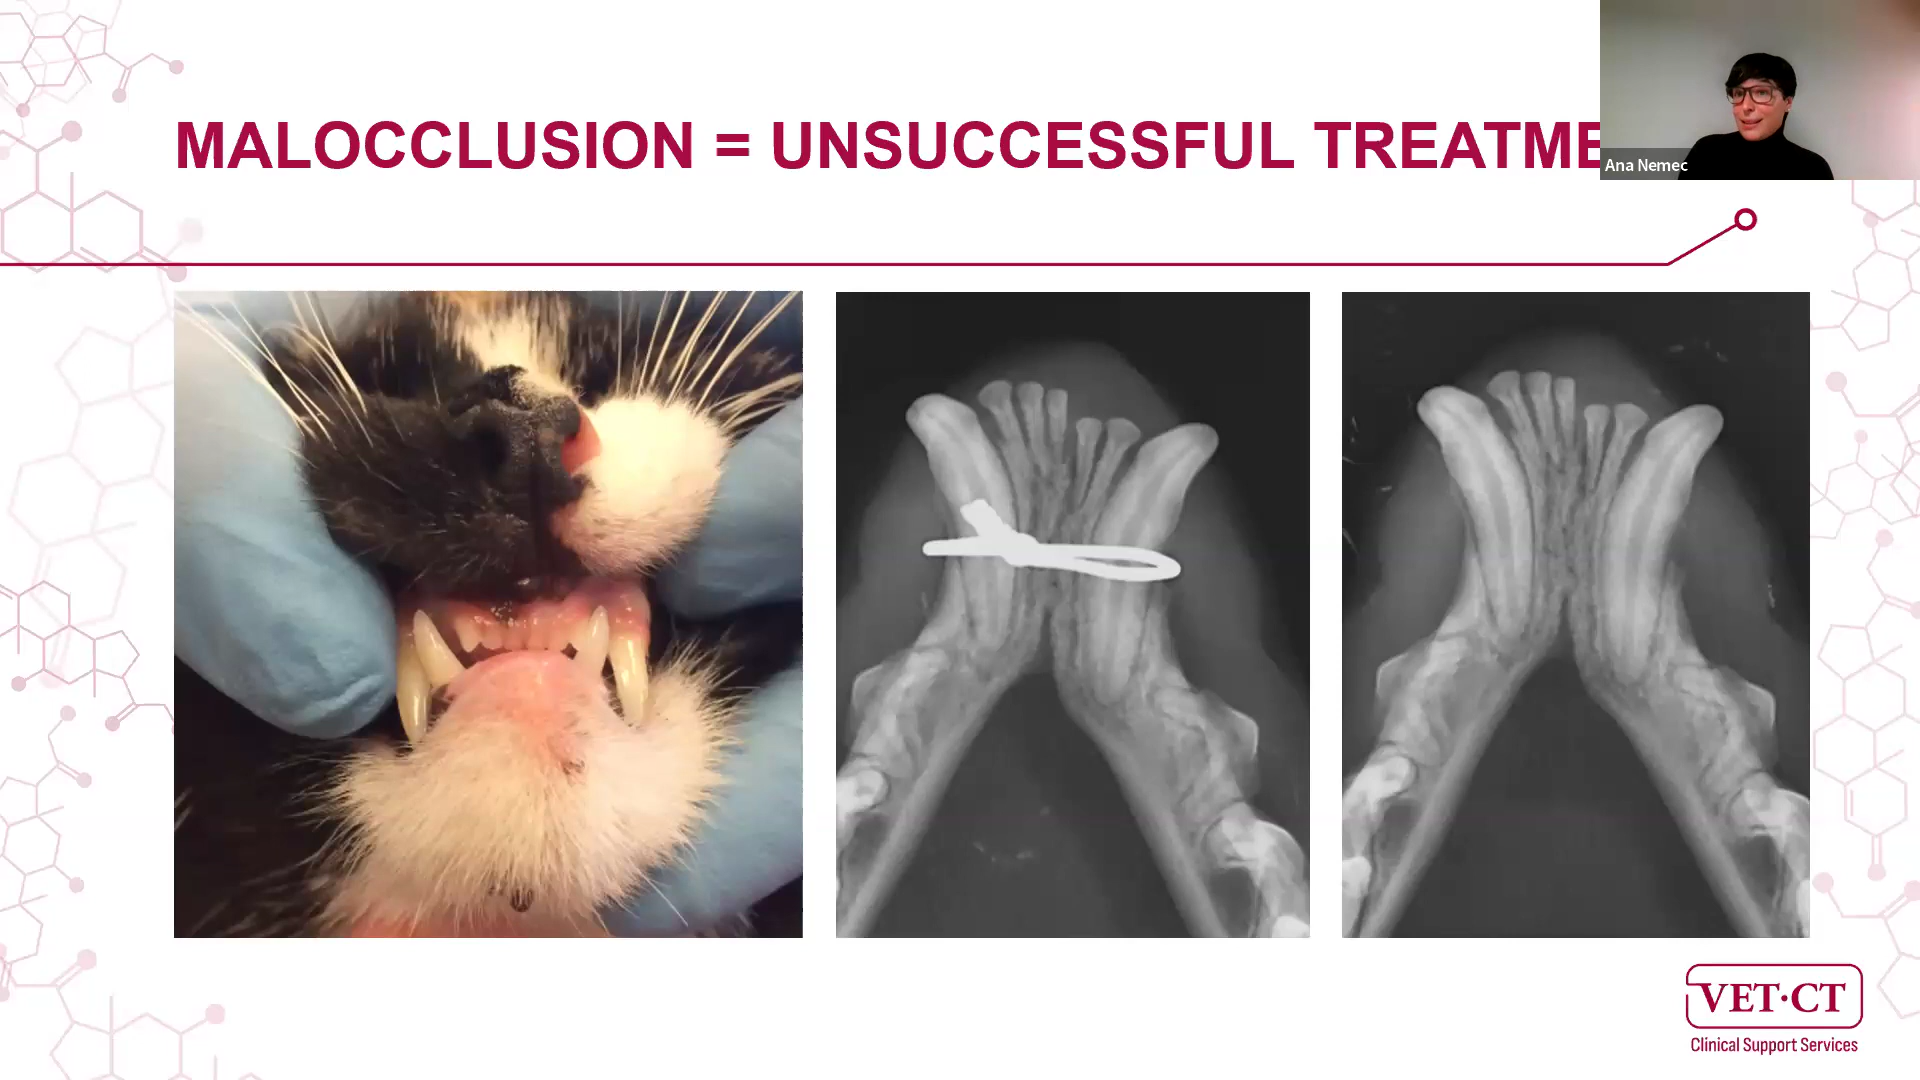 MALOCCLUSION = UNSUCCESSFUL TREATME
Ana Nemec
VET·CT
Clinical Support Services